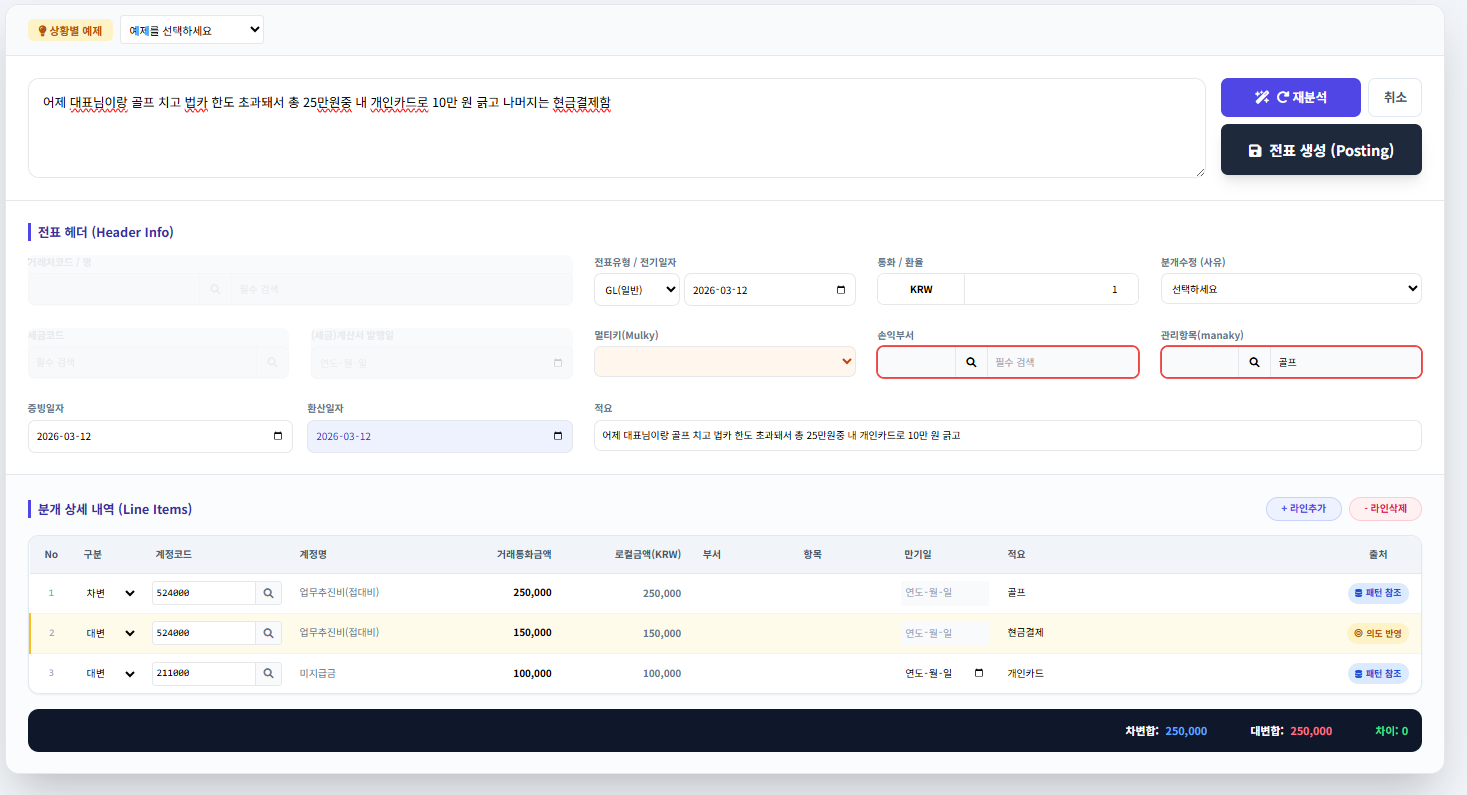 상황별 예제 예제를 선택하세요
어제 대표님이랑 골프 치고 법카 한도 초과돼서 총 25만원중 내 개인카드로 10만 원 긁고 나머지는 현금결제함
재분석 취소
전표 생성 (Posting)
전표 헤더 (Header Info)
거래처코드 / 명 전표유형 / 전기일자 통화 / 환율 분개수정 (사유)
필수 검색 GL(일반) 2026-03-12 KRW 1 선택하세요
세금코드 (세금)계산서 발행일 멀티키(Mulky) 손익부서 관리항목(manaky)
필수 검색 연도-월-일 필수 검색 골프
증빙일자 환산일자 적요
2026-03-12 2026-03-12 어제 대표님이랑 골프 치고 법카 한도 초과돼서 총 25만원중 내 개인카드로 10만 원 긁고
분개 상세 내역 (Line Items) + 라인추가 - 라인삭제
No 구분 계정코드 계정명 거래통화금액 로컬금액(KRW) 부서 항목 만기일 적요 출처
1 차변 524000 업무추진비(접대비) 250,000 250,000 연도-월-일 골프 패턴 참조
2 대변 524000 업무추진비(접대비) 150,000 150,000 연도-월-일 현금결제 의도 반영
3 대변 211000 미지급금 100,000 100,000 연도-월-일 개인카드 패턴 참조
차변합: 250,000 대변합: 250,000 차이: 0